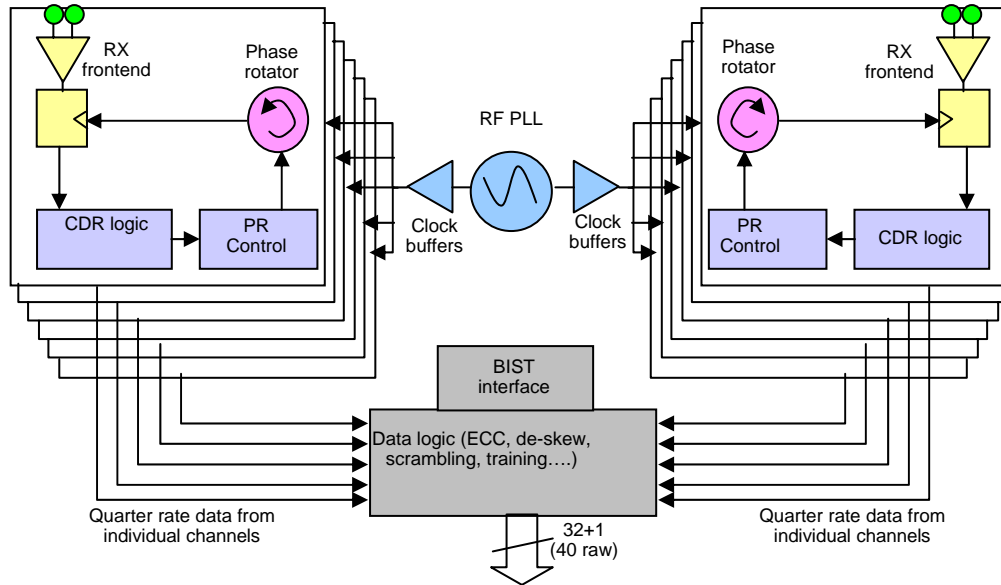 RX
frontend
Phase
rotator
CDR logic
PR
Control
Clock
buffers
RF PLL
Clock
buffers
Phase
rotator
RX
frontend
PR
Control
CDR logic
BIST
interface
Data logic (ECC, de-skew,
scrambling, training….)
Quarter rate data from
individual channels
32+1
(40 raw)
Quarter rate data from
individual channels